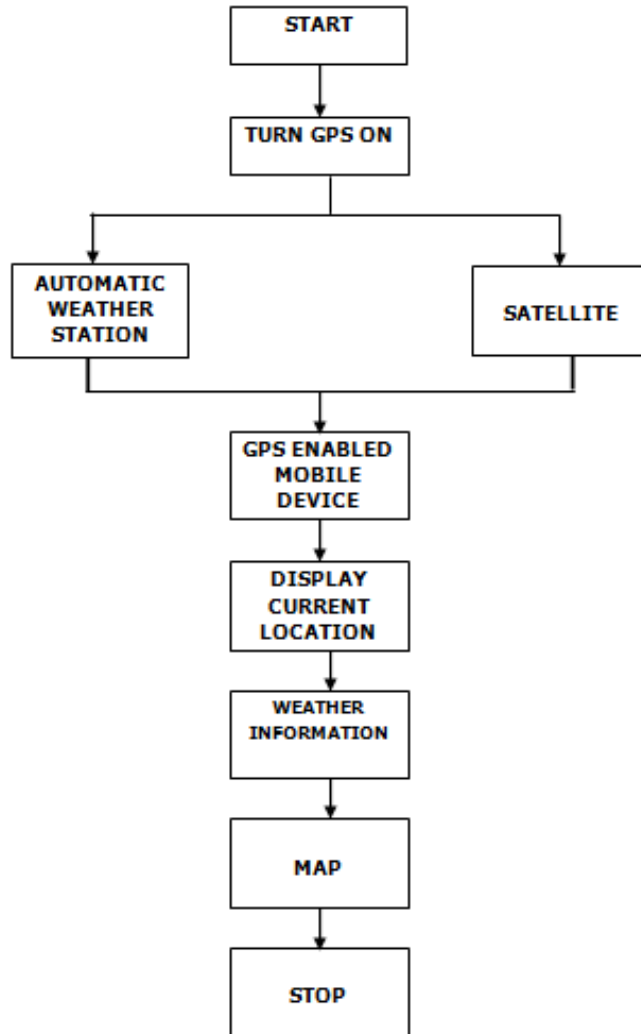 START
TURN GPS ON
AUTOMATIC
WEATHER
STATION
SATELLITE
GPS ENABLED
MOBILE
DEVICE
DISPLAY
CURRENT
LOCATION
WEATHER
INFORMATION
MAP
STOP